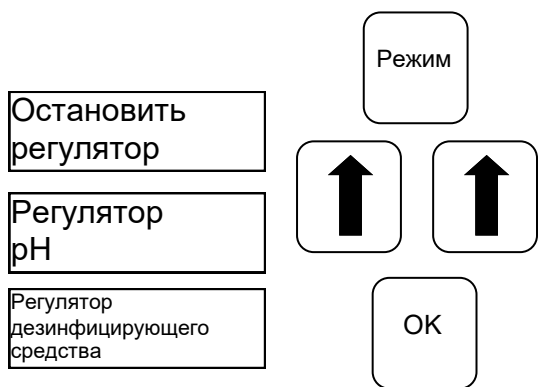 Режим
Остановить
регулятор
Регулятор
pH
Регулятор
дезинфицирующего
средства
OK